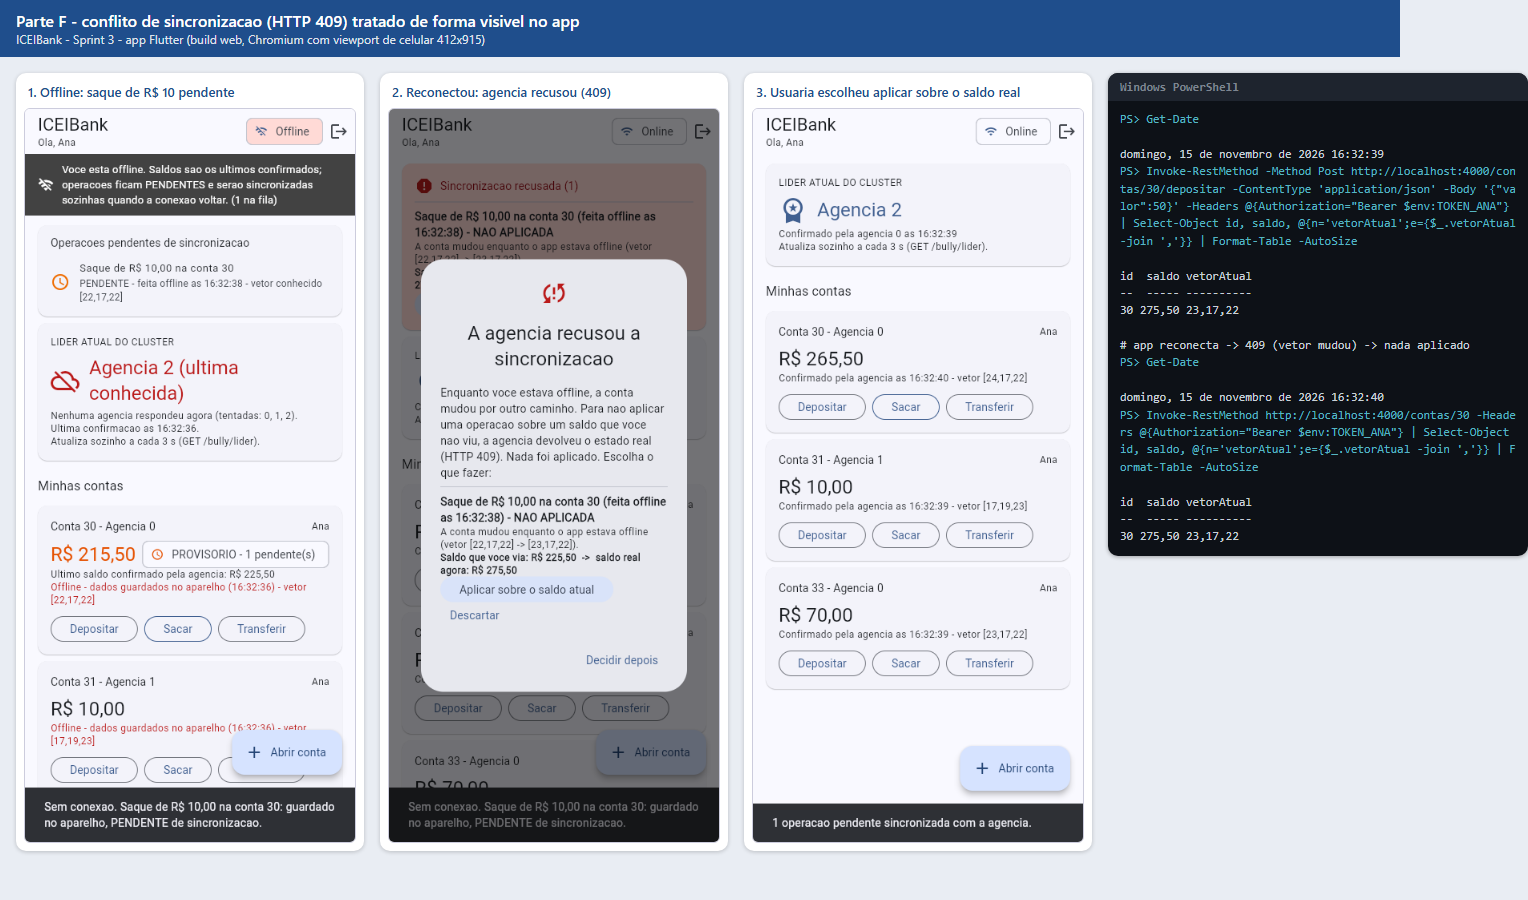 Parte F - conflito de sincronizacao (HTTP 409) tratado de forma visivel no app
ICEIBank - Sprint 3 - app Flutter (build web, Chromium com viewport de celular 412x915)
1. Offline: saque de R$ 10 pendente
ICEIBank
Ola, Ana
Offline
Voce esta offline. Saldos sao os ultimos confirmados;
operacoes ficam PENDENTES e serao sincronizadas
sozinhas quando a conexao voltar. (1 na fila)
Operacoes pendentes de sincronizacao
Saque de R$ 10,00 na conta 30
PENDENTE - feita offline as 16:32:38 - vetor conhecido
[22,17,22]
LIDER ATUAL DO CLUSTER
Agencia 2 (ultima
conhecida)
Nenhuma agencia respondeu agora (tentadas: 0, 1, 2).
Ultima confirmacao as 16:32:36.
Atualiza sozinho a cada 3 s (GET /bully/lider).
Minhas contas
Conta 30 - Agencia 0
Ana
R$ 215,50
PROVISORIO - 1 pendente(s)
Ultimo saldo confirmado pela agencia: R$ 225,50
Offline - dados guardados no aparelho (16:32:36) - vetor
[22,17,22]
Depositar
Sacar
Transferir
Conta 31 - Agencia 1
Ana
R$ 10,00
Offline - dados guardados no aparelho (16:32:36) - vetor
[17,19,23]
Depositar
Sacar
+ Abrir conta
Sem conexao. Saque de R$ 10,00 na conta 30: guardado
no aparelho, PENDENTE de sincronizacao.
2. Reconectou: agencia recusou (409)
ICEIBank
Ola, Ana
Online
Sincronizacao recusada (1)
Saque de R$ 10,00 na conta 30 (feita offline as
16:32:38) - NAO APLICADA
A conta mudou enquanto o app estava offline (vetor
[22,17,22] -> [23,17,22]).
A agencia recusou a
sincronizacao
Enquanto voce estava offline, a conta
mudou por outro caminho. Para nao aplicar
uma operacao sobre um saldo que voce
nao viu, a agencia devolveu o estado real
(HTTP 409). Nada foi aplicado. Escolha o
que fazer:
Saque de R$ 10,00 na conta 30 (feita offline
as 16:32:38) - NAO APLICADA
A conta mudou enquanto o app estava offline
(vetor [22,17,22] -> [23,17,22]).
Saldo que voce via: R$ 225,50 -> saldo real
agora: R$ 275,50
Aplicar sobre o saldo atual
Descartar
Decidir depois
Depositar
Sacar
Transferir
Conta 33 - Agencia 0
R$ 70,00
+ Abrir conta
Sem conexao. Saque de R$ 10,00 na conta 30: guardado
no aparelho, PENDENTE de sincronizacao.
3. Usuaria escolheu aplicar sobre o saldo real
ICEIBank
Ola, Ana
Online
LIDER ATUAL DO CLUSTER
Agencia 2
Confirmado pela agencia 0 as 16:32:39
Atualiza sozinho a cada 3 s (GET /bully/lider).
Minhas contas
Conta 30 - Agencia 0
Ana
R$ 265,50
Confirmado pela agencia as 16:32:40 - vetor [24,17,22]
Depositar
Sacar
Transferir
Conta 31 - Agencia 1
Ana
R$ 10,00
Confirmado pela agencia as 16:32:39 - vetor [17,19,23]
Depositar
Sacar
Transferir
Conta 33 - Agencia 0
Ana
R$ 70,00
Confirmado pela agencia as 16:32:39 - vetor [23,17,22]
Depositar
Sacar
Transferir
+ Abrir conta
1 operacao pendente sincronizada com a agencia.
Windows PowerShell
PS> Get-Date
domingo, 15 de novembro de 2026 16:32:39
PS> Invoke-RestMethod -Method Post http://localhost:4000/con
tas/30/depositar -ContentType 'application/json' -Body '{"va
lor":50}' -Headers @{Authorization="Bearer $env:TOKEN_ANA"}
| Select-Object id, saldo, @{n='vetorAtual';e={$_.vetorAtual
-join ','}} | Format-Table -AutoSize
id  saldo vetorAtual
--  ----- ----------
30 275,50 23,17,22
# app reconecta -> 409 (vetor mudou) -> nada aplicado
PS> Get-Date
domingo, 15 de novembro de 2026 16:32:40
PS> Invoke-RestMethod http://localhost:4000/contas/30 -Heade
rs @{Authorization="Bearer $env:TOKEN_ANA"} | Select-Object
id, saldo, @{n='vetorAtual';e={$_.vetorAtual -join ','}} | F
ormat-Table -AutoSize
id  saldo vetorAtual
--  ----- ----------
30 275,50 23,17,22